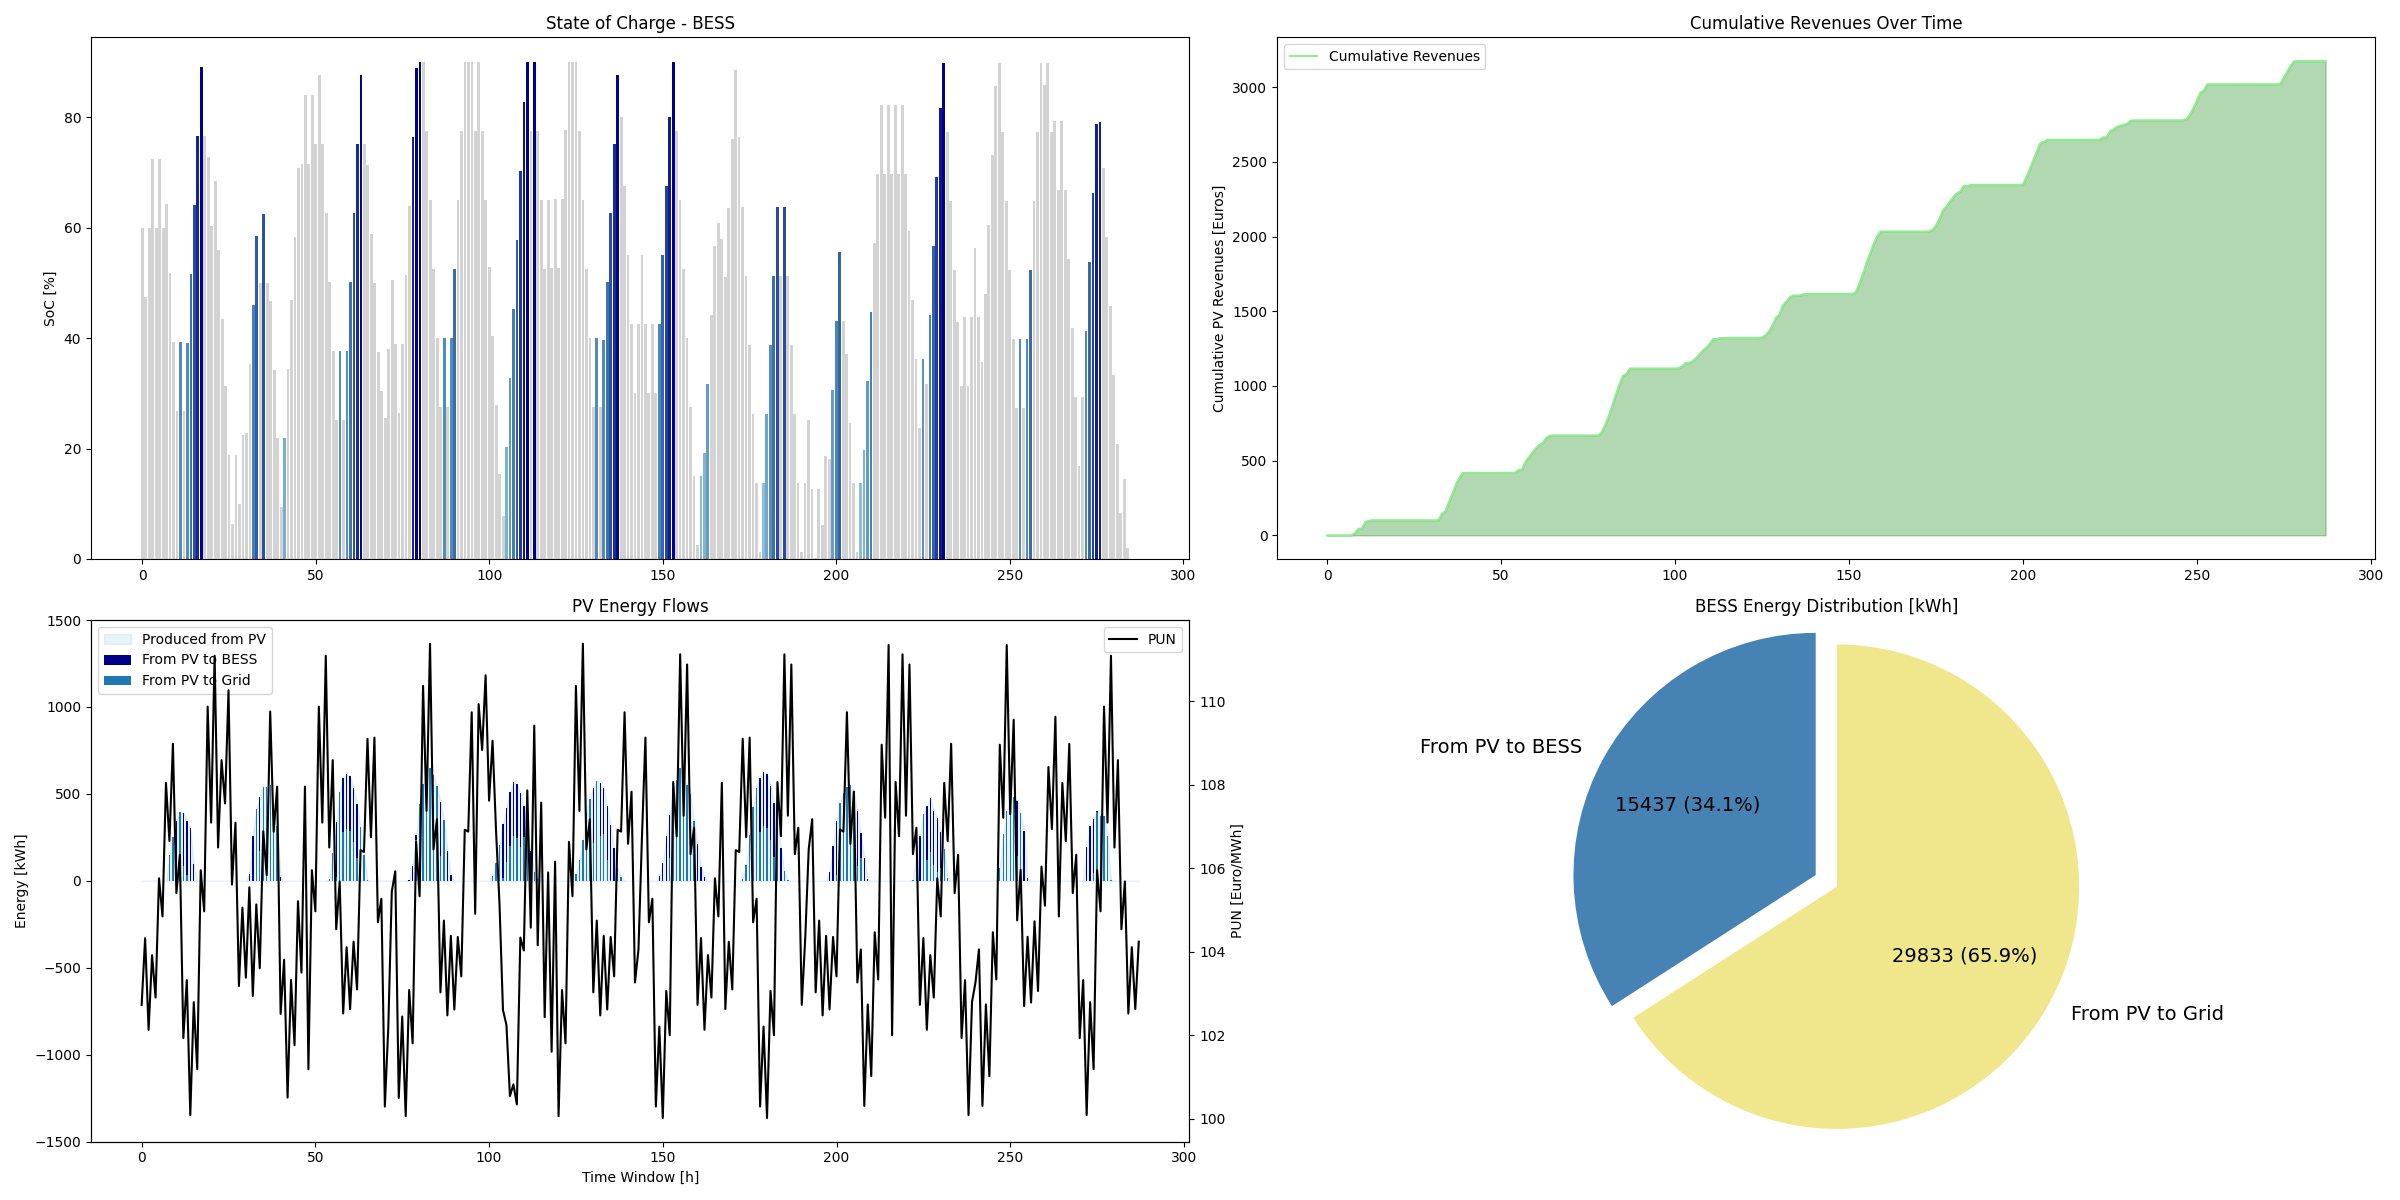 State of Charge - BESS
SoC [%]
80
60
40
20
0
0 50 100 150 200 250 300
Cumulative Revenues Over Time
Cumulative Revenues
Cumulative PV Revenues [Euros]
3000
2500
2000
1500
1000
500
0
0 50 100 150 200 250 300
PV Energy Flows
Produced from PV
From PV to BESS
From PV to Grid
PUN
Energy [kWh]
1500
1000
500
0
−500
−1000
−1500
110
108
106
104
102
100
PUN [Euro/MWh]
0 50 100 150 200 250 300
Time Window [h]
BESS Energy Distribution [kWh]
From PV to BESS
15437 (34.1%)
29833 (65.9%)
From PV to Grid